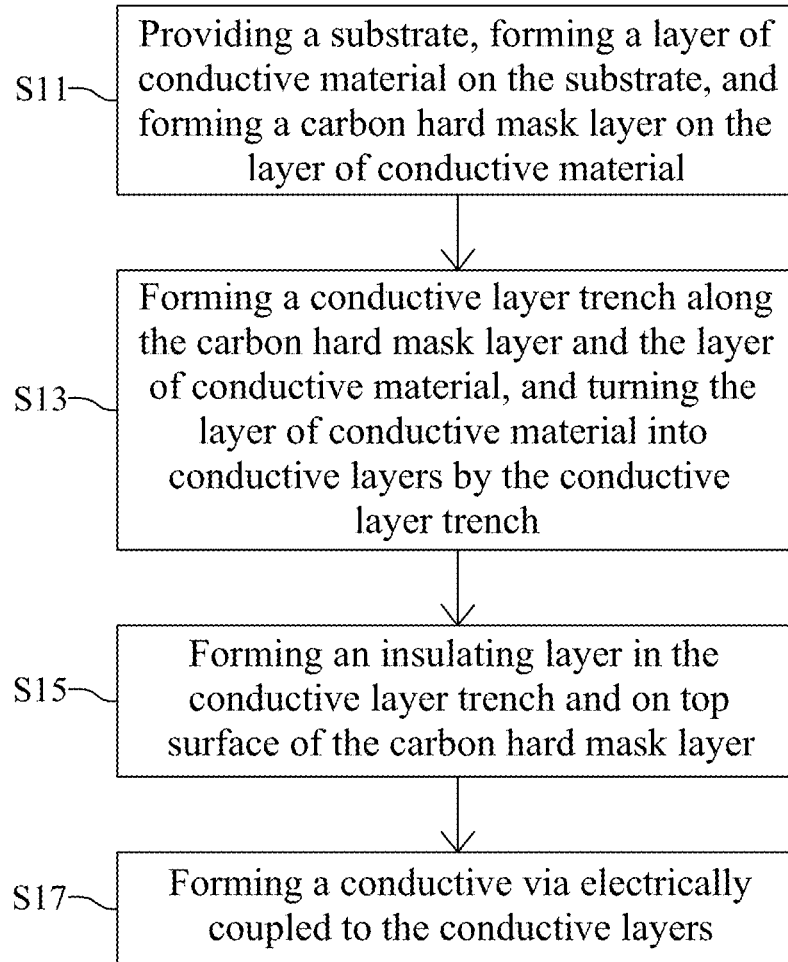 S11
Providing a substrate, forming a layer of
conductive material on the substrate, and
forming a carbon hard mask layer on the
layer of conductive material
S13
Forming a conductive layer trench along
the carbon hard mask layer and the layer
of conductive material, and turning the
layer of conductive material into
conductive layers by the conductive
layer trench
S15
Forming an insulating layer in the
conductive layer trench and on top
surface of the carbon hard mask layer
S17
Forming a conductive via electrically
coupled to the conductive layers